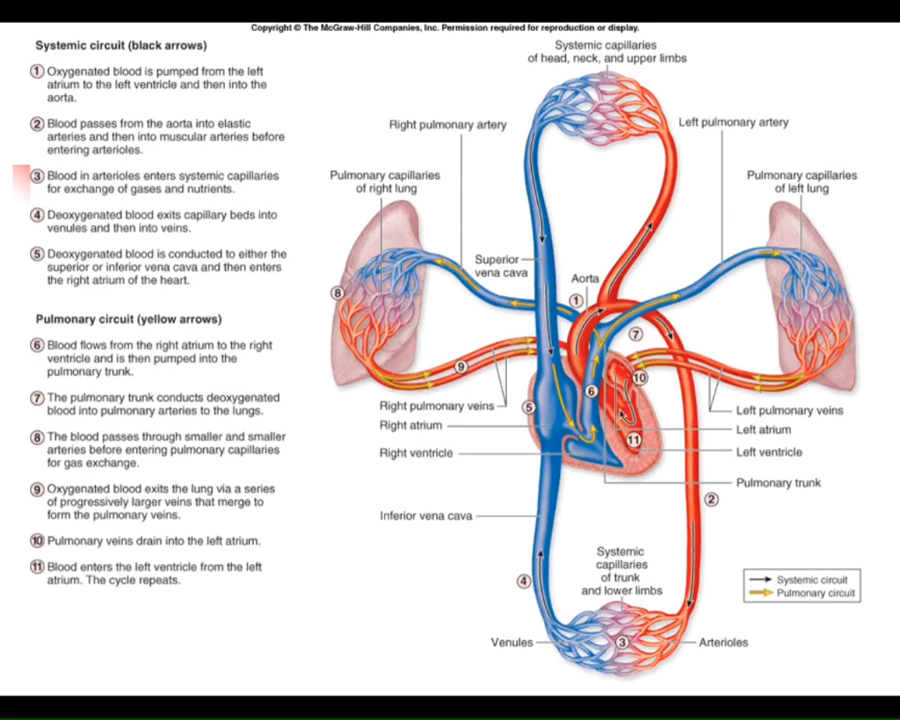 Copyright © The McGraw-Hill Companies, Inc. Permission required for reproduction or display.
Systemic circuit (black arrows)
① Oxygenated blood is pumped from the left
atrium to the left ventricle and then into the
aorta.
② Blood passes from the aorta into elastic
arteries and then into muscular arteries before
entering arterioles.
③ Blood in arterioles enters systemic capillaries
for exchange of gases and nutrients.
④ Deoxygenated blood exits capillary beds into
venules and then into veins.
⑤ Deoxygenated blood is conducted to either the
superior or inferior vena cava and then enters
the right atrium of the heart.
Pulmonary circuit (yellow arrows)
⑥ Blood flows from the right atrium to the right
ventricle and is then pumped into the
pulmonary trunk.
⑦ The pulmonary trunk conducts deoxygenated
blood into pulmonary arteries to the lungs.
⑧ The blood passes through smaller and smaller
arteries before entering pulmonary capillaries
for gas exchange.
⑨ Oxygenated blood exits the lung via a series
of progressively larger veins that merge to
form the pulmonary veins.
⑩ Pulmonary veins drain into the left atrium.
⑪ Blood enters the left ventricle from the left
atrium. The cycle repeats.
Systemic capillaries
of head, neck, and upper limbs
Right pulmonary artery
Left pulmonary artery
Pulmonary capillaries
of right lung
Pulmonary capillaries
of left lung
Superior
vena cava
Aorta
①
⑧
⑦
⑨
⑩
⑥
⑤
⑪
Right pulmonary veins
Right atrium
Right ventricle
Left pulmonary veins
Left atrium
Left ventricle
Pulmonary trunk
②
Inferior vena cava
Systemic
capillaries
of trunk
and lower limbs
④
Systemic circuit
Pulmonary circuit
Venules
③
Arterioles